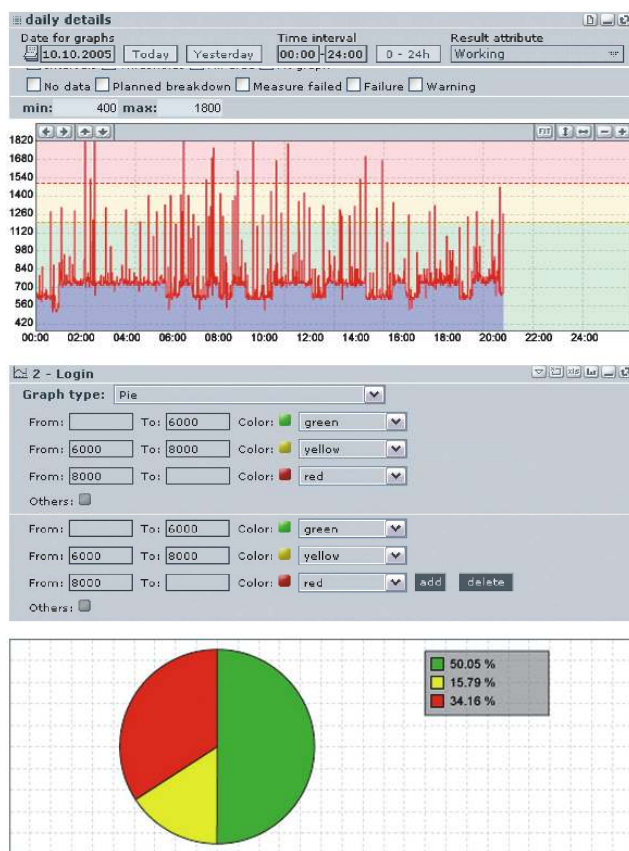 daily details
Date for graphs Time interval Result attribute
10.10.2005 Today Yesterday 00:00 - 24:00 0 - 24h Working
No data Planned breakdown Measure failed Failure Warning
min: 400 max: 1800
FIT
1820
1680
1540
1400
1260
1120
980
840
700
560
420
00:00 02:00 04:00 06:00 08:00 10:00 12:00 14:00 16:00 18:00 20:00 22:00 24:00
2 - Login
xls
Graph type: Pie
From: To: 6000 Color: green
From: 6000 To: 8000 Color: yellow
From: 8000 To: Color: red
Others:
From: To: 6000 Color: green
From: 6000 To: 8000 Color: yellow
From: 8000 To: Color: red add delete
Others:
50.05 %
15.79 %
34.16 %